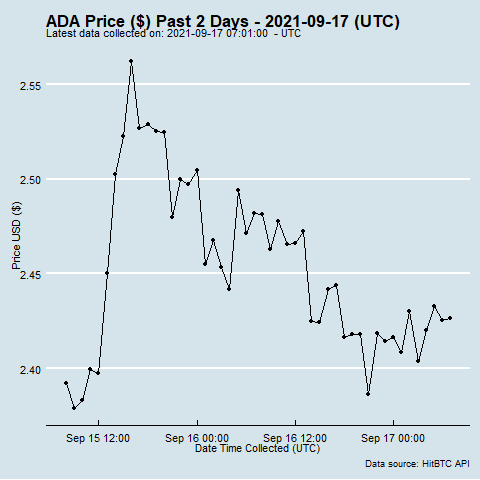 ADA Price ($) Past 2 Days - 2021-09-17 (UTC)
Latest data collected on: 2021-09-17 07:01:00 - UTC
2.55
2.50
2.45
2.40
Price USD ($)
Sep 15 12:00 Sep 16 00:00 Sep 16 12:00 Sep 17 00:00
Date Time Collected (UTC)
Data source: HitBTC API